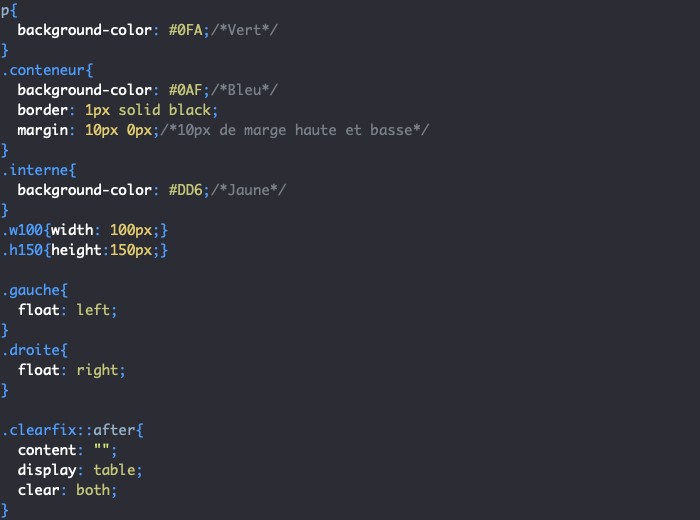 p{
  background-color: #0FA;/*Vert*/
}
.conteneur{
  background-color: #0AF;/*Bleu*/
  border: 1px solid black;
  margin: 10px 0px;/*10px de marge haute et basse*/
}
.interne{
  background-color: #DD6;/*Jaune*/
}
.w100{width: 100px;}
.h150{height:150px;}

.gauche{
  float: left;
}
.droite{
  float: right;
}

.clearfix::after{
  content: "";
  display: table;
  clear: both;
}